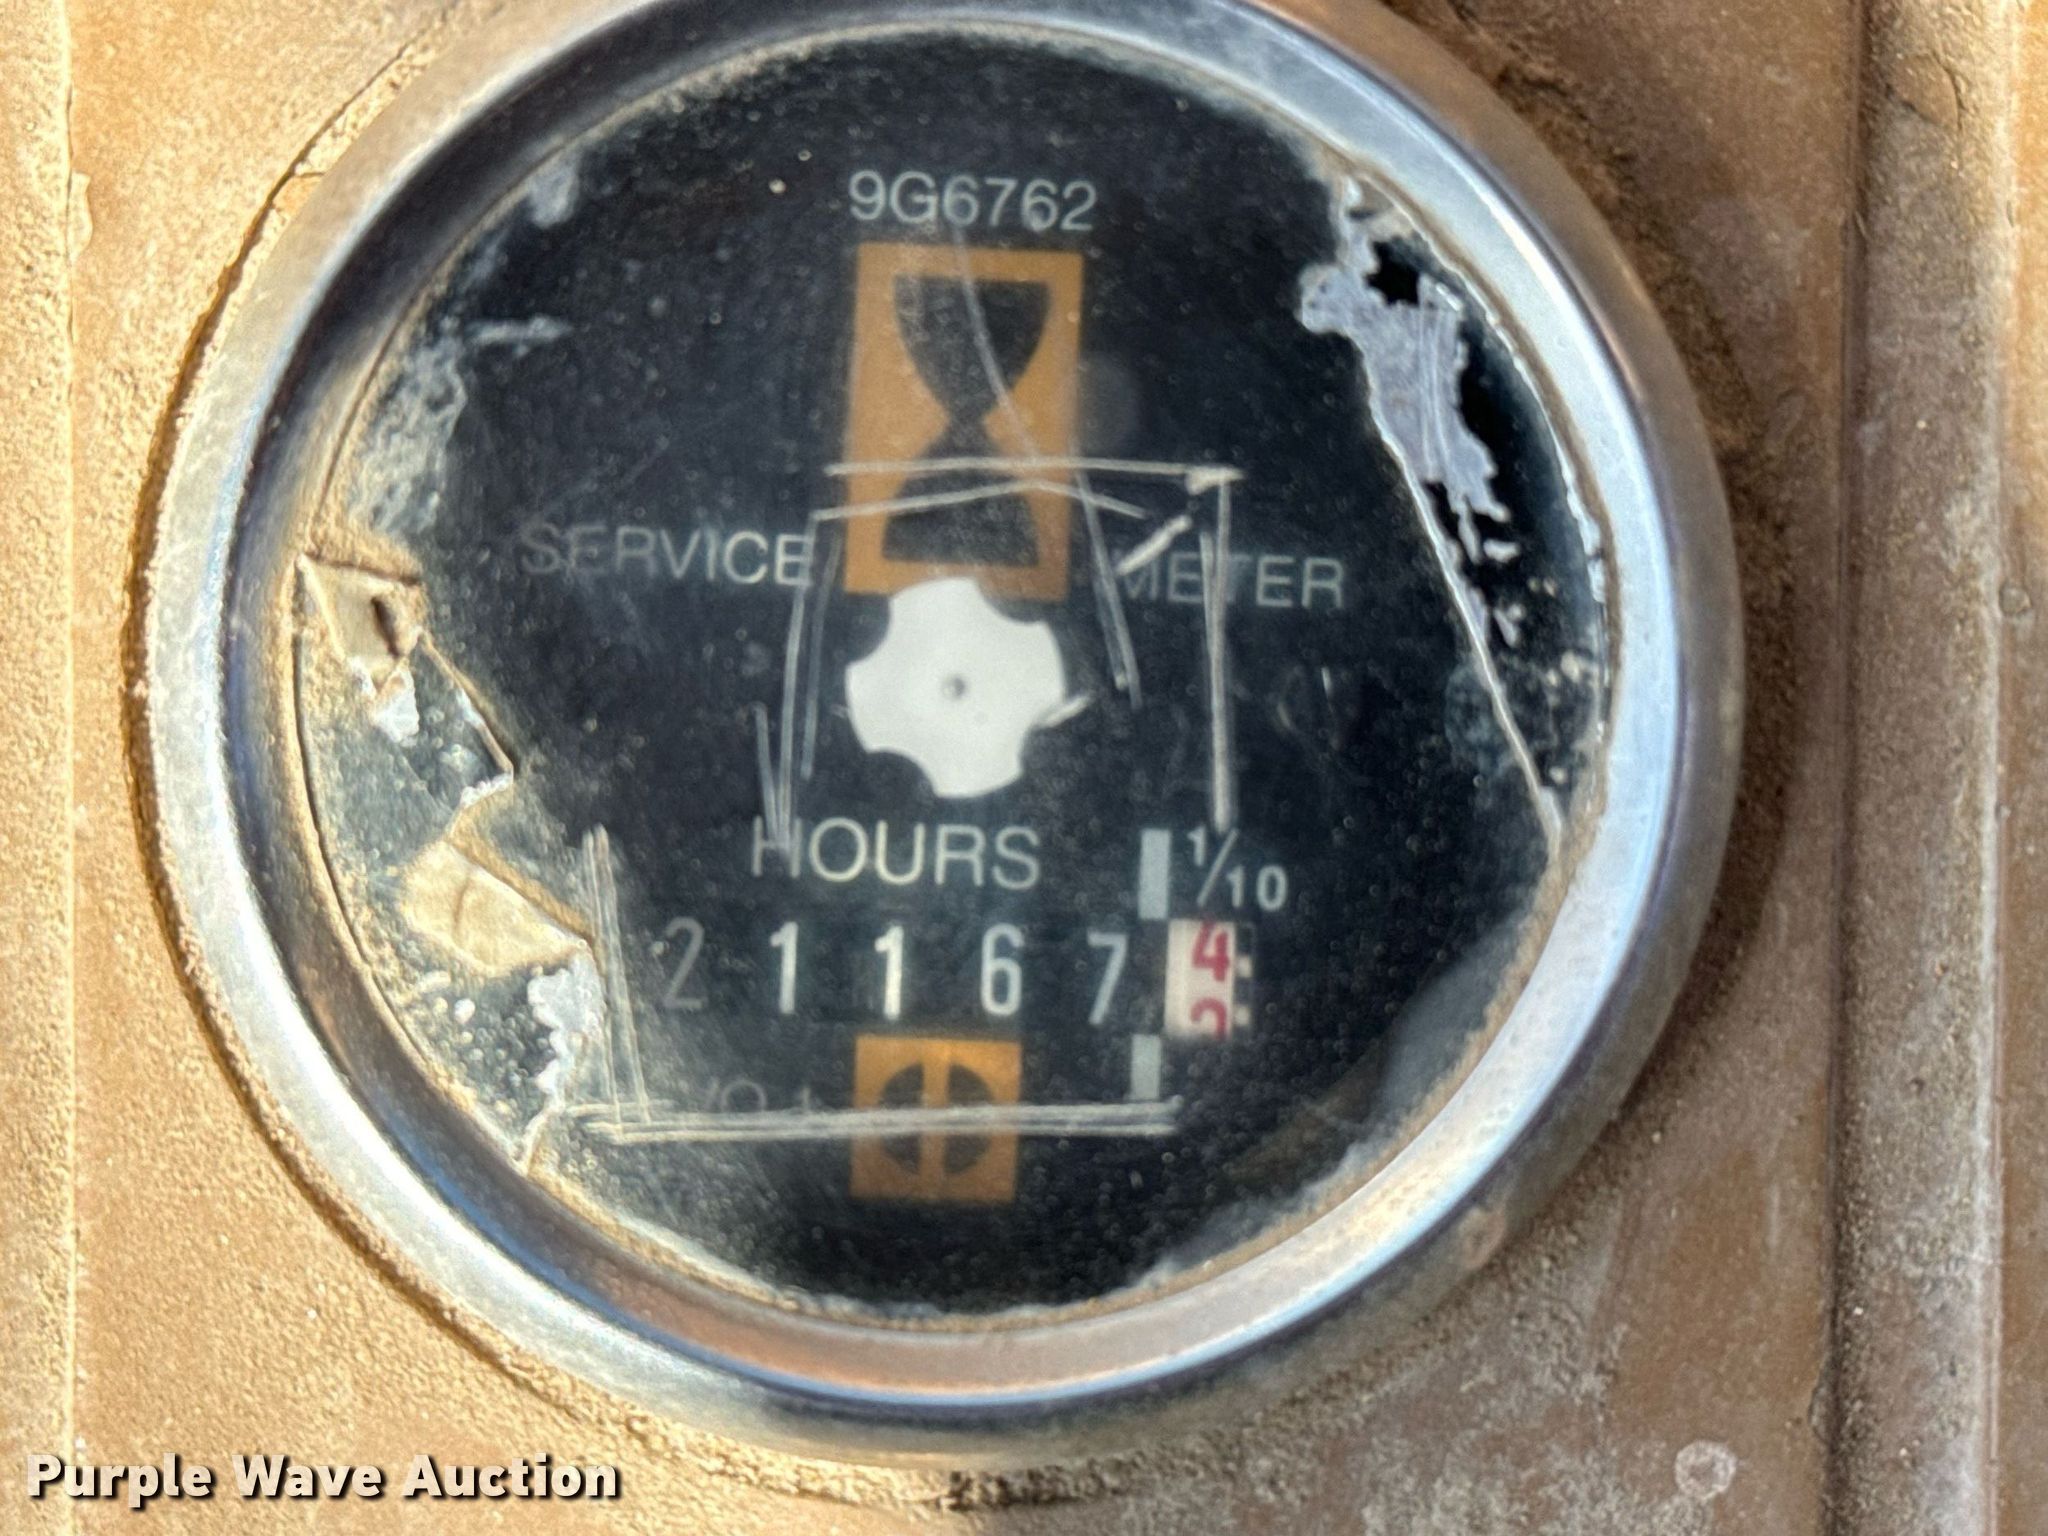 9G6762
SERVICE METER
HOURS 1/10
2 1 1 6 7 4
Purple Wave Auction